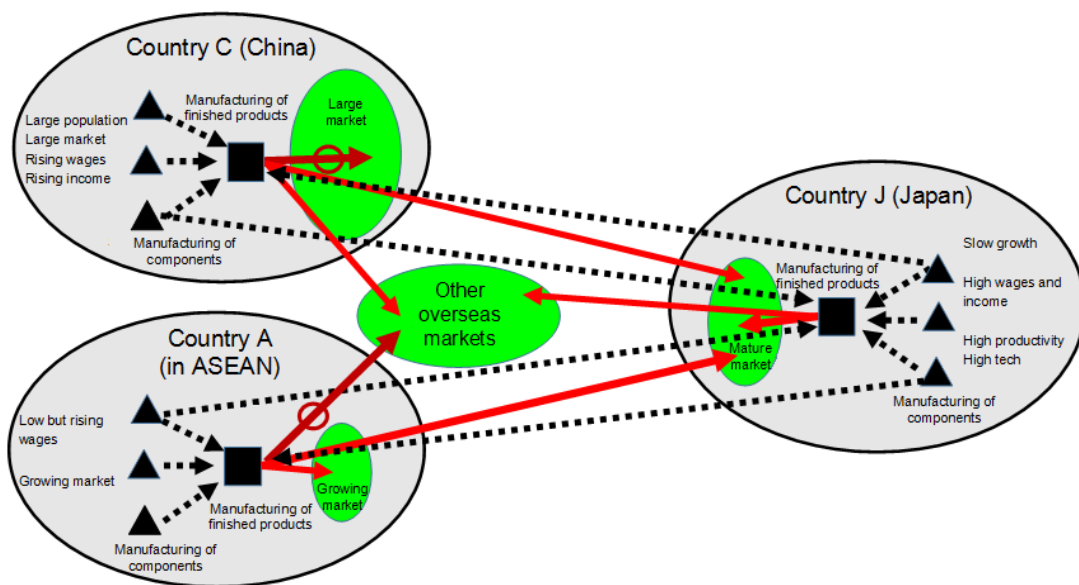 Country C (China)
Manufacturing of
finished products
Large
market
Large population
Large market
Rising wages
Rising income
Manufacturing of
components
Country J (Japan)
Slow growth
Manufacturing of
finished products
High wages and
income
High productivity
High tech
Mature
market
Manufacturing of
components
Other
overseas
markets
Country A
(in ASEAN)
Low but rising
wages
Growing market
Growing
market
Manufacturing of
finished products
Manufacturing of
components